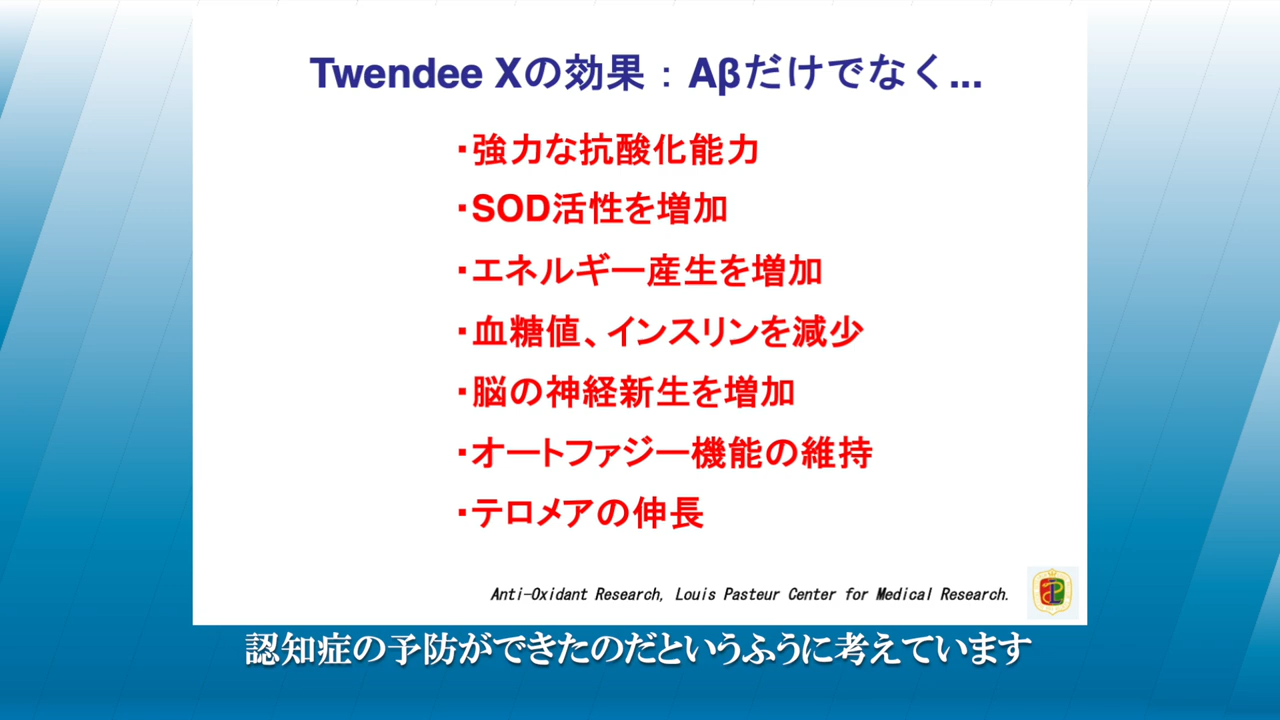 Twendee Xの効果：Aβだけでなく...
・強力な抗酸化能力
・SOD活性を増加
・エネルギー産生を増加
・血糖値、インスリンを減少
・脳の神経新生を増加
・オートファジー機能の維持
・テロメアの伸長
Anti-Oxidant Research, Louis Pasteur Center for Medical Research.
認知症の予防ができたのだというふうに考えています